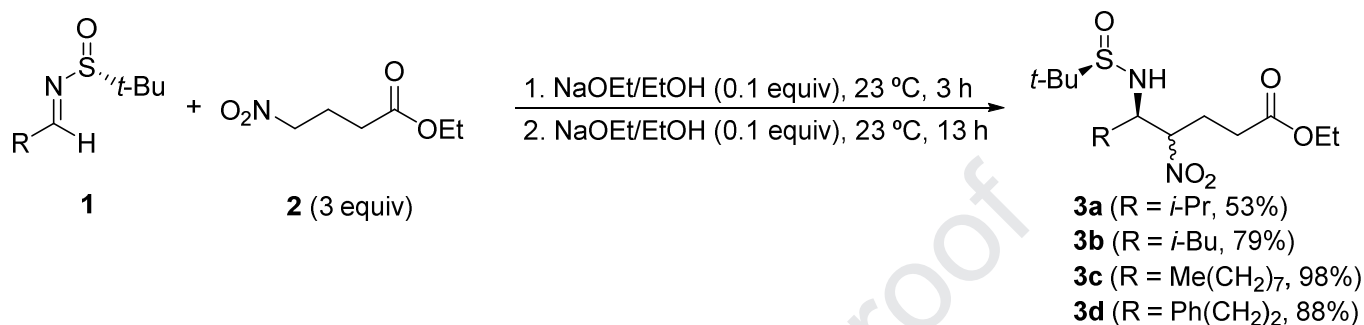 O
S
N
t-Bu
R
H
1
+
O₂N
O
OEt
2 (3 equiv)
1. NaOEt/EtOH (0.1 equiv), 23 ºC, 3 h
2. NaOEt/EtOH (0.1 equiv), 23 ºC, 13 h
O
S
t-Bu
NH
R
NO₂
O
OEt
3a (R = i-Pr, 53%)
3b (R = i-Bu, 79%)
3c (R = Me(CH₂)₇, 98%)
3d (R = Ph(CH₂)₂, 88%)
roof